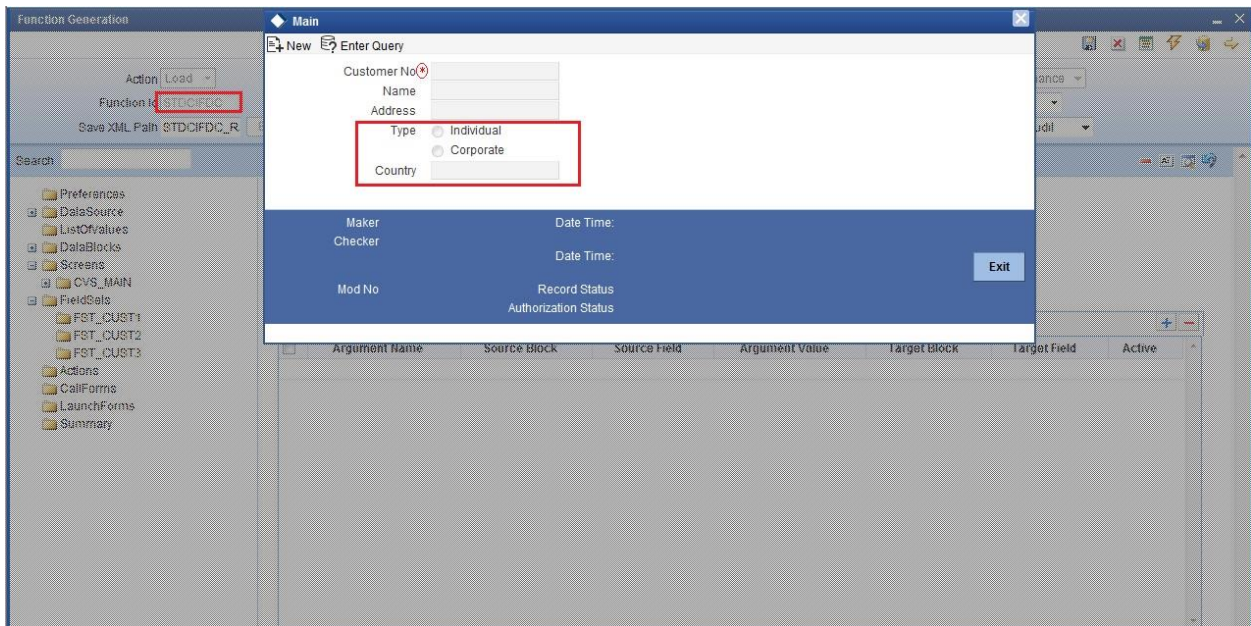 Function Generation
Main
New Enter Query
Action Load
Customer No
Function Id STDCIFDC
Name
Address
Save XML Path STDCIFDC_R
Type Individual
Corporate
Search
Country
Preferences
DataSource
ListOfValues
DataBlocks
Screens
CVS_MAIN
FieldSets
FST_CUST1
FST_CUST2
FST_CUST3
Actions
CallForms
LaunchForms
Summary
Maker Date Time:
Checker
Date Time:
Exit
Mod No Record Status
Authorization Status
Argument Name Source Block Source Field Argument Value Target Block Target Field Active